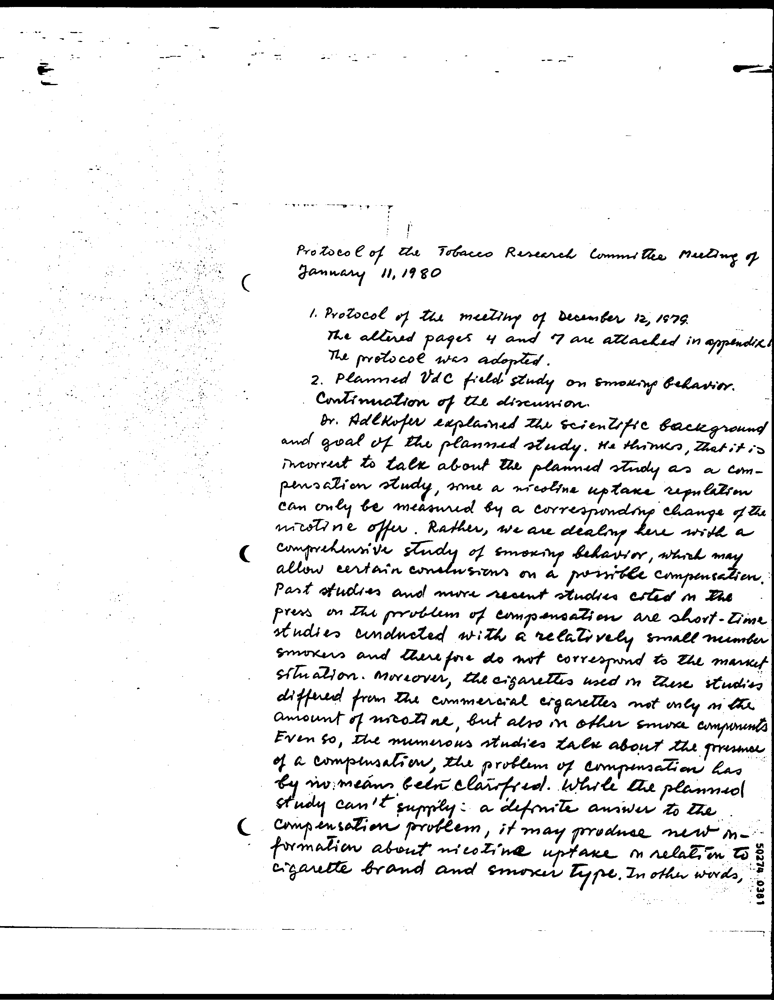 Protocol of the Tobacco Research Committee Meeting of
January 11, 1980
1. Protocol of the meeting of December 12, 1979.
The altered pages 4 and 7 are attached in appendix 1
The protocol was adopted.
2. Planned VdC field study on smoking behavior.
Continuation of the discussion.
Dr. Adlkofer explained the scientific background
and goal of the planned study. He thinks, that it is
incorrect to talk about the planned study as a com-
pensation study, since a nicotine uptake regulation
can only be measured by a corresponding change of the
nicotine offer. Rather, we are dealing here with a
comprehensive study of smoking behavior, which may
allow certain conclusions on a possible compensation.
Past studies and more recent studies cited in the
press on the problem of compensation are short-time
studies conducted with a relatively small number
smokers and therefore do not correspond to the market
situation. Moreover, the cigarettes used in these studies
differed from the commercial cigarettes not only in the
amount of nicotine, but also in other smoke components
Even so, the numerous studies talk about the presence
of a compensation, the problem of compensation has
by no means been clarified. While the planned
study can't supply a definite answer to the
compensation problem, it may produce new in-
formation about nicotine uptake in relation to
cigarette brand and smoker type. In other words,
50274 0381